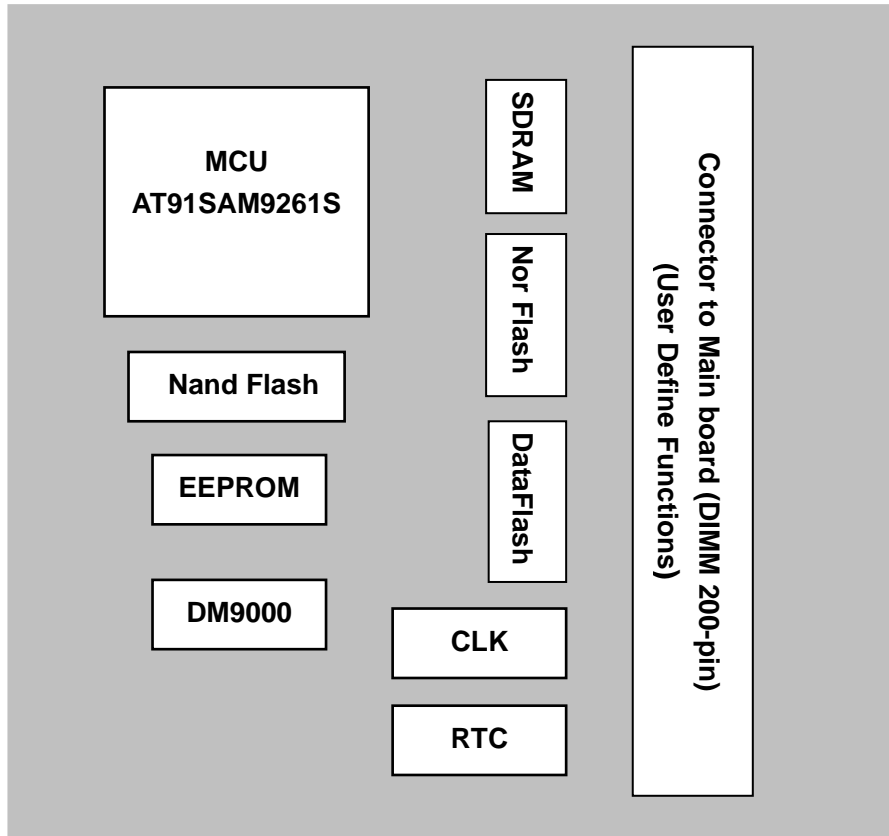 MCU
AT91SAM9261S
Nand Flash
EEPROM
DM9000
SDRAM
Nor Flash
DataFlash
CLK
RTC
Connector to Main board (DIMM 200-pin)
(User Define Functions)